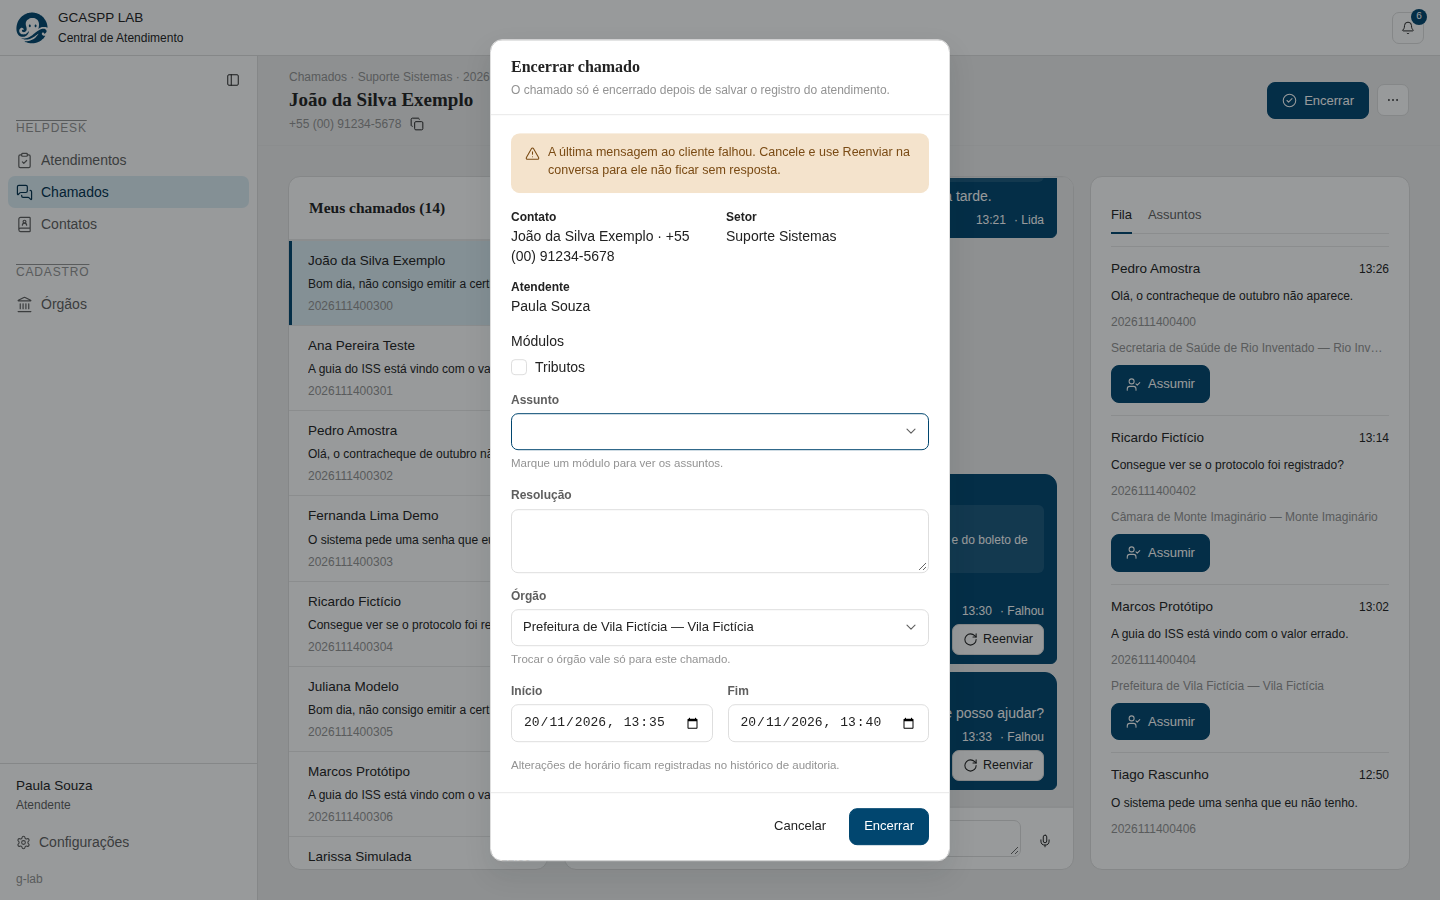 GCASPP LAB
Central de Atendimento
6
HELPDESK
Atendimentos
Chamados
Contatos
CADASTRO
Órgãos
Paula Souza
Atendente
Configurações
g-lab
Chamados · Suporte Sistemas · 2026
João da Silva Exemplo
+55 (00) 91234-5678
Encerrar
Meus chamados (14)
João da Silva Exemplo
Bom dia, não consigo emitir a cert
2026111400300
Ana Pereira Teste
A guia do ISS está vindo com o va
2026111400301
Pedro Amostra
Olá, o contracheque de outubro nã
2026111400302
Fernanda Lima Demo
O sistema pede uma senha que eu
2026111400303
Ricardo Fictício
Consegue ver se o protocolo foi re
2026111400304
Juliana Modelo
Bom dia, não consigo emitir a cert
2026111400305
Marcos Protótipo
A guia do ISS está vindo com o va
2026111400306
Larissa Simulada
Encerrar chamado
O chamado só é encerrado depois de salvar o registro do atendimento.
A última mensagem ao cliente falhou. Cancele e use Reenviar na
conversa para ele não ficar sem resposta.
Contato
João da Silva Exemplo · +55
(00) 91234-5678
Setor
Suporte Sistemas
Atendente
Paula Souza
Módulos
Tributos
Assunto
Marque um módulo para ver os assuntos.
Resolução
Órgão
Prefeitura de Vila Fictícia — Vila Fictícia
Trocar o órgão vale só para este chamado.
Início
20/11/2026, 13:35
Fim
20/11/2026, 13:40
Alterações de horário ficam registradas no histórico de auditoria.
Cancelar
Encerrar
tarde.
13:21 · Lida
e do boleto de
13:30 · Falhou
Reenviar
posso ajudar?
13:33 · Falhou
Reenviar
Fila
Assuntos
Pedro Amostra
13:26
Olá, o contracheque de outubro não aparece.
2026111400400
Secretaria de Saúde de Rio Inventado — Rio Inv…
Assumir
Ricardo Fictício
13:14
Consegue ver se o protocolo foi registrado?
2026111400402
Câmara de Monte Imaginário — Monte Imaginário
Assumir
Marcos Protótipo
13:02
A guia do ISS está vindo com o valor errado.
2026111400404
Prefeitura de Vila Fictícia — Vila Fictícia
Assumir
Tiago Rascunho
12:50
O sistema pede uma senha que eu não tenho.
2026111400406